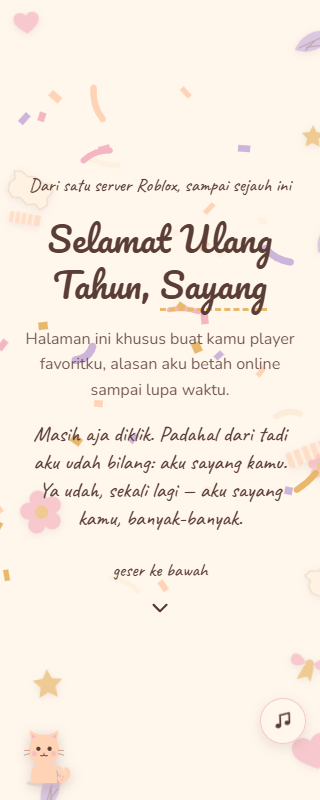 Dari satu server Roblox, sampai sejauh ini
Selamat Ulang
Tahun, Sayang
Halaman ini khusus buat kamu player
favoritku, alasan aku betah online
sampai lupa waktu.
Masih aja diklik. Padahal dari tadi
aku udah bilang: aku sayang kamu.
Ya udah, sekali lagi — aku sayang
kamu, banyak-banyak.
geser ke bawah